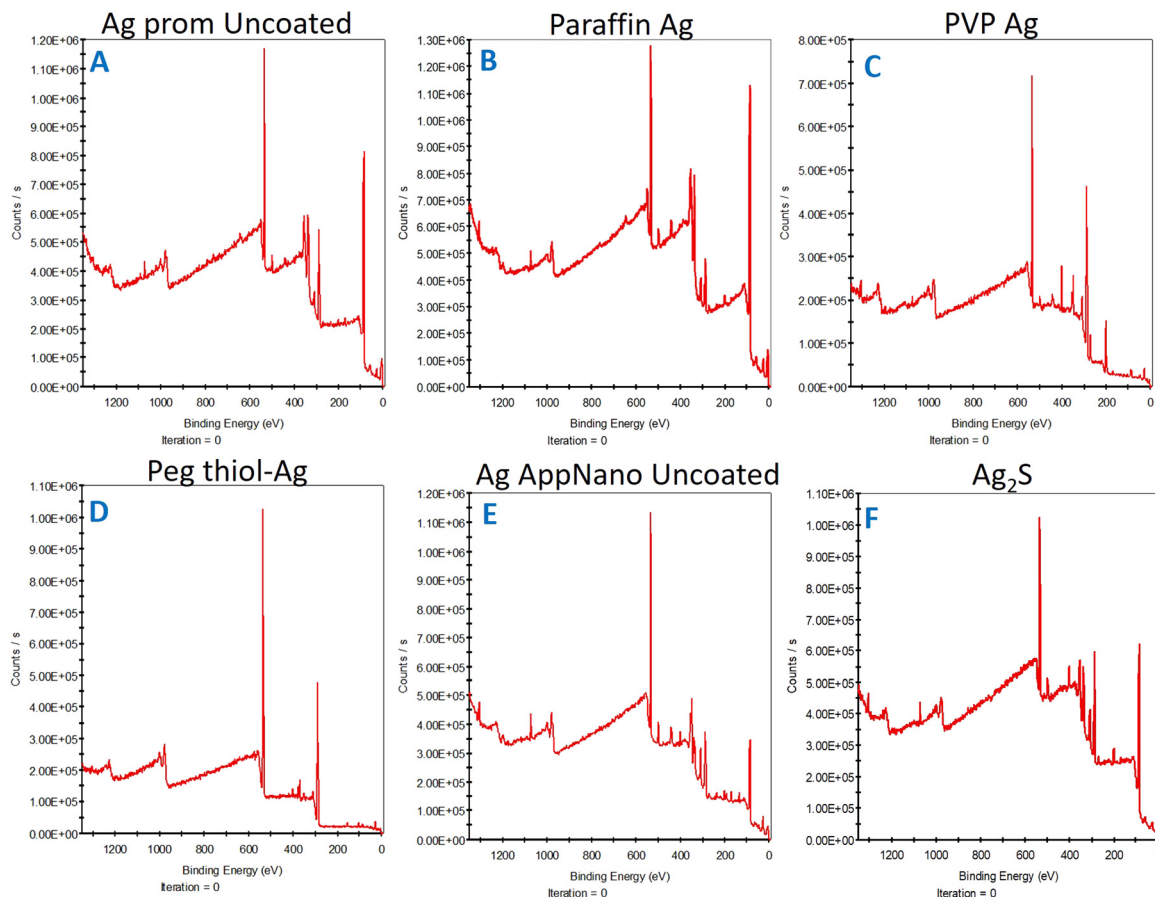 Ag prom Uncoated
A
1.20E+06
1.10E+06
1.00E+06
9.00E+05
8.00E+05
7.00E+05
6.00E+05
5.00E+05
4.00E+05
3.00E+05
2.00E+05
1.00E+05
0.00E+00
Counts / s
1200 1000 800 600 400 200 0
Binding Energy (eV)
Iteration = 0
Paraffin Ag
B
1.30E+06
1.20E+06
1.10E+06
1.00E+06
9.00E+05
8.00E+05
7.00E+05
6.00E+05
5.00E+05
4.00E+05
3.00E+05
2.00E+05
1.00E+05
0.00E+00
Counts / s
1200 1000 800 600 400 200 0
Binding Energy (eV)
Iteration = 0
PVP Ag
C
8.00E+05
7.00E+05
6.00E+05
5.00E+05
4.00E+05
3.00E+05
2.00E+05
1.00E+05
0.00E+00
Counts / s
1200 1000 800 600 400 200 0
Binding Energy (eV)
Iteration = 0
Peg thiol-Ag
D
1.10E+06
1.00E+06
9.00E+05
8.00E+05
7.00E+05
6.00E+05
5.00E+05
4.00E+05
3.00E+05
2.00E+05
1.00E+05
0.00E+00
Counts / s
1200 1000 800 600 400 200 0
Binding Energy (eV)
Iteration = 0
Ag AppNano Uncoated
E
1.20E+06
1.10E+06
1.00E+06
9.00E+05
8.00E+05
7.00E+05
6.00E+05
5.00E+05
4.00E+05
3.00E+05
2.00E+05
1.00E+05
0.00E+00
Counts / s
1200 1000 800 600 400 200 0
Binding Energy (eV)
Iteration = 0
Ag₂S
F
1.10E+06
1.00E+06
9.00E+05
8.00E+05
7.00E+05
6.00E+05
5.00E+05
4.00E+05
3.00E+05
2.00E+05
1.00E+05
0.00E+00
Counts / s
1200 1000 800 600 400 200
Binding Energy (eV)
Iteration = 0